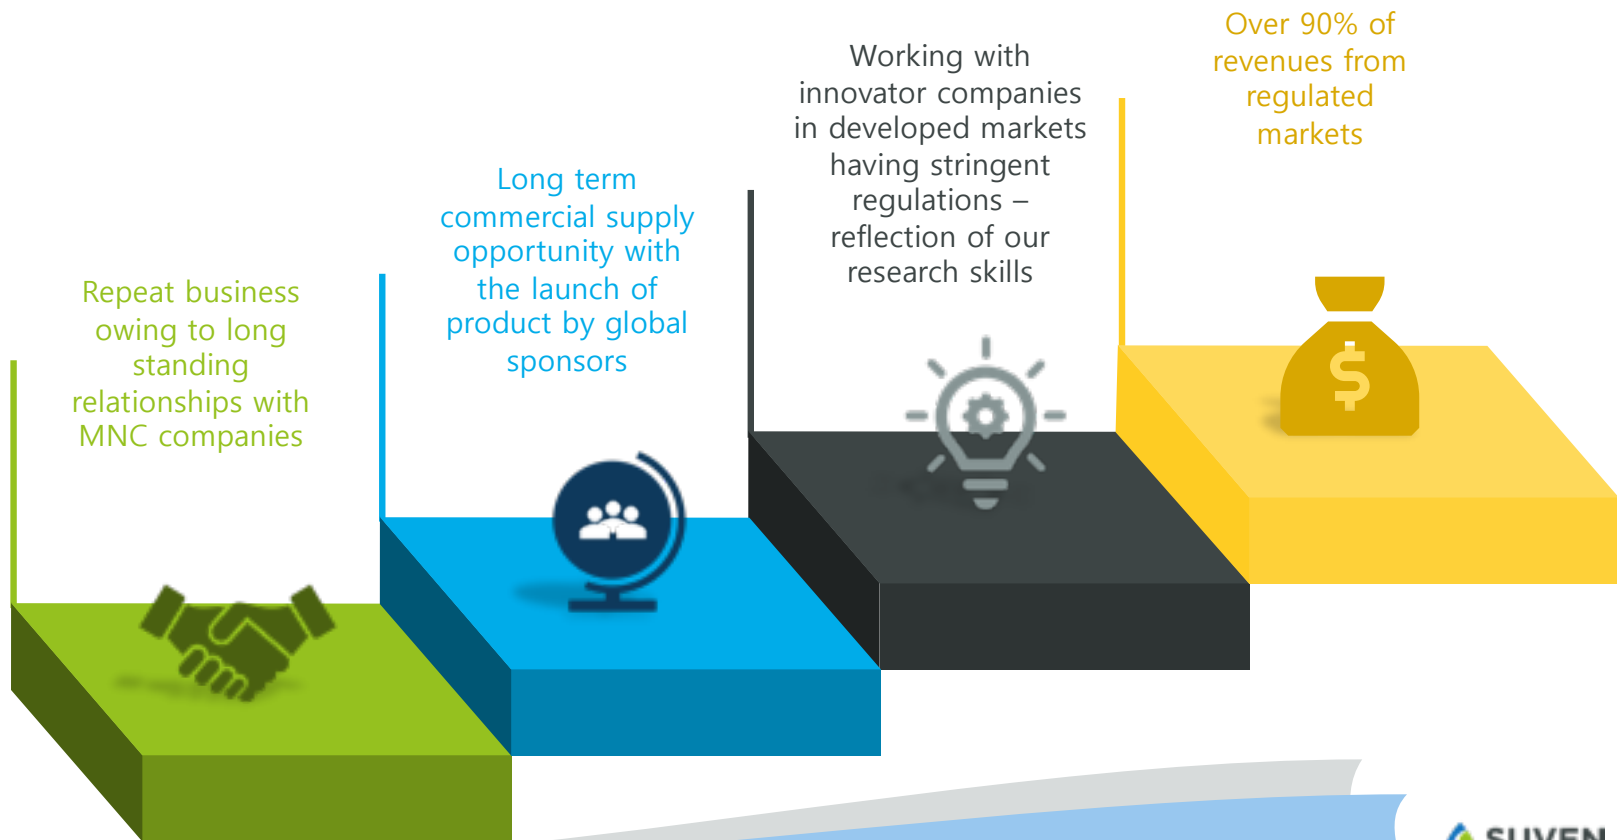 Repeat business
owing to long
standing
relationships with
MNC companies
Long term
commercial supply
opportunity with
the launch of
product by global
sponsors
Working with
innovator companies
in developed markets
having stringent
regulations –
reflection of our
research skills
Over 90% of
revenues from
regulated
markets
$
SUVEN